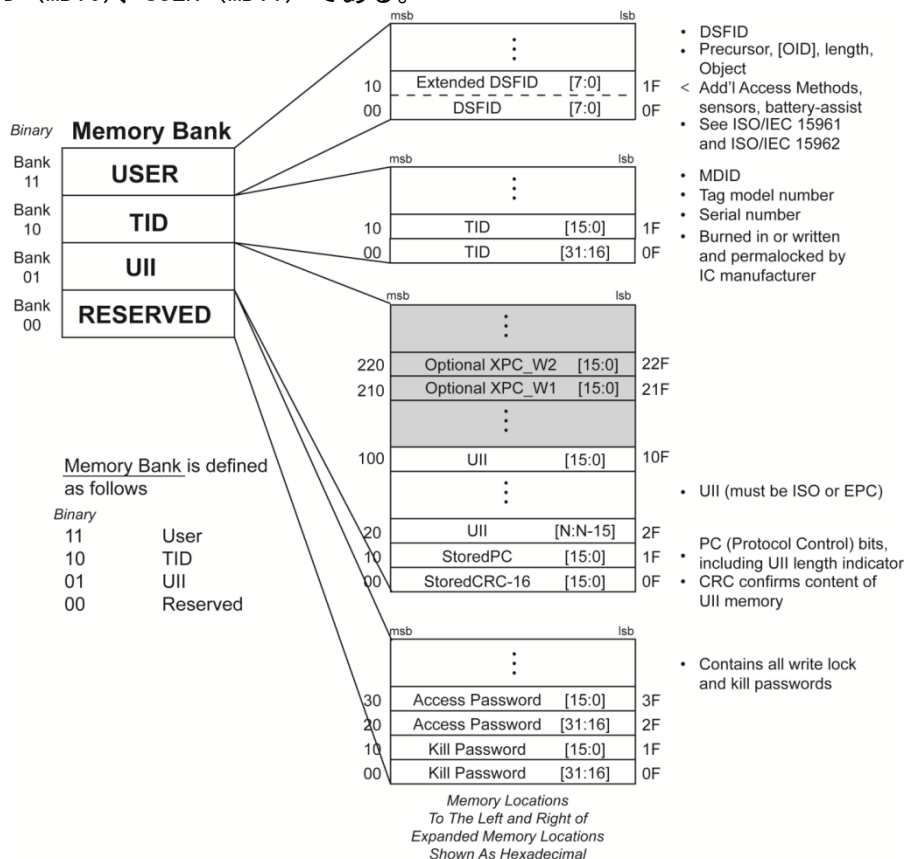 USER (MB11) である。
msb lsb
⋮
10 Extended DSFID [7:0] 1F
00 DSFID [7:0] 0F
• DSFID
• Precursor, [OID], length,
Object
< Add'l Access Methods,
sensors, battery-assist
• See ISO/IEC 15961
and ISO/IEC 15962
Binary Memory Bank
Bank
11 USER
Bank
10 TID
Bank
01 UII
Bank
00 RESERVED
msb lsb
⋮
10 TID [15:0] 1F
00 TID [31:16] 0F
• MDID
• Tag model number
• Serial number
• Burned in or written
and permalocked by
IC manufacturer
msb lsb
⋮
220 Optional XPC_W2 [15:0] 22F
210 Optional XPC_W1 [15:0] 21F
⋮
100 UII [15:0] 10F
⋮
20 UII [N:N-15] 2F
10 StoredPC [15:0] 1F
00 StoredCRC-16 [15:0] 0F
• UII (must be ISO or EPC)
• PC (Protocol Control) bits,
including UII length indicator
• CRC confirms content of
UII memory
Memory Bank is defined
as follows
Binary
11 User
10 TID
01 UII
00 Reserved
msb lsb
⋮
30 Access Password [15:0] 3F
20 Access Password [31:16] 2F
10 Kill Password [15:0] 1F
00 Kill Password [31:16] 0F
• Contains all write lock
and kill passwords
Memory Locations
To The Left and Right of
Expanded Memory Locations
Shown As Hexadecimal